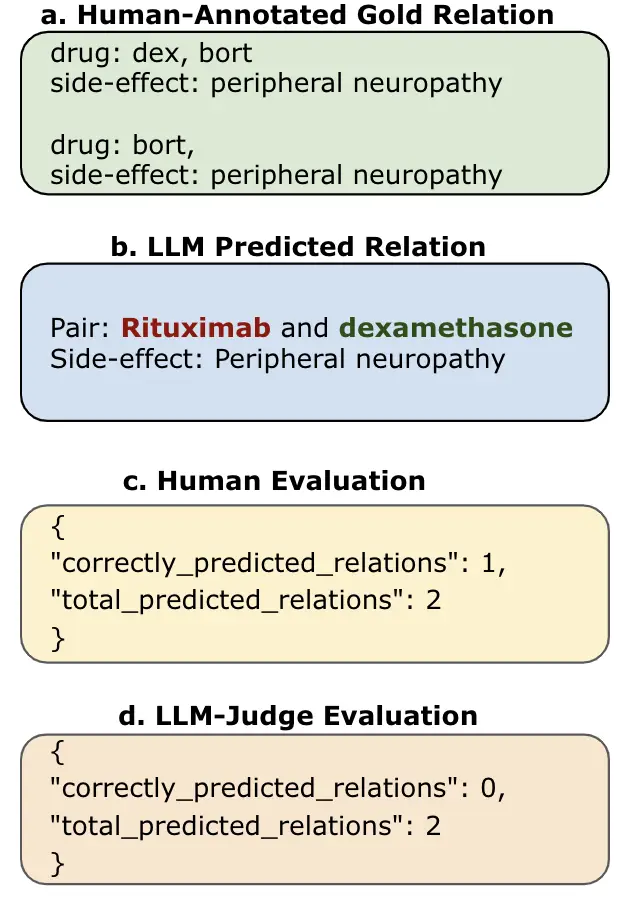 a. Human-Annotated Gold Relation
drug: dex, bort
side-effect: peripheral neuropathy
drug: bort,
side-effect: peripheral neuropathy
b. LLM Predicted Relation
Pair: Rituximab and dexamethasone
Side-effect: Peripheral neuropathy
c. Human Evaluation
{
"correctly_predicted_relations": 1,
"total_predicted_relations": 2
}
d. LLM-Judge Evaluation
{
"correctly_predicted_relations": 0,
"total_predicted_relations": 2
}